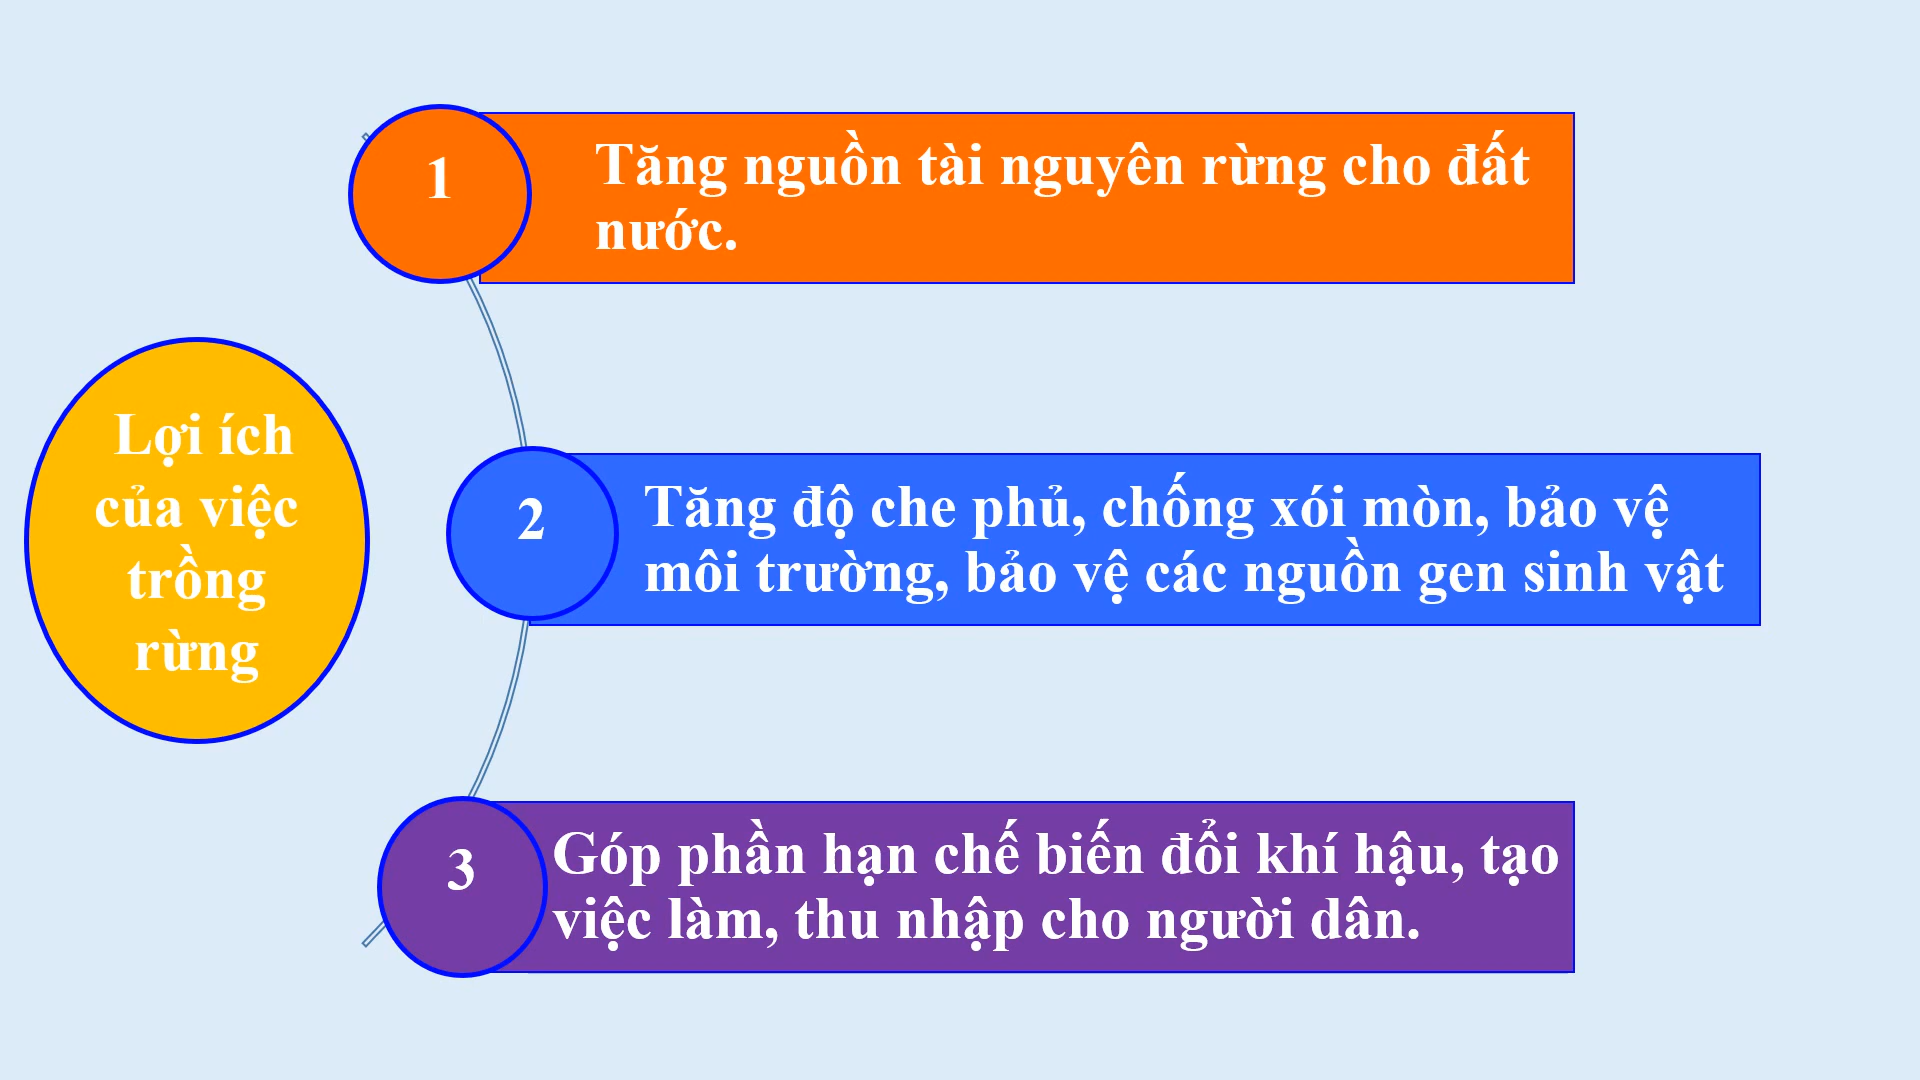 Lợi ích
của việc
trồng
rừng
1
Tăng nguồn tài nguyên rừng cho đất
nước.
2
Tăng độ che phủ, chống xói mòn, bảo vệ
môi trường, bảo vệ các nguồn gen sinh vật
3
Góp phần hạn chế biến đổi khí hậu, tạo
việc làm, thu nhập cho người dân.